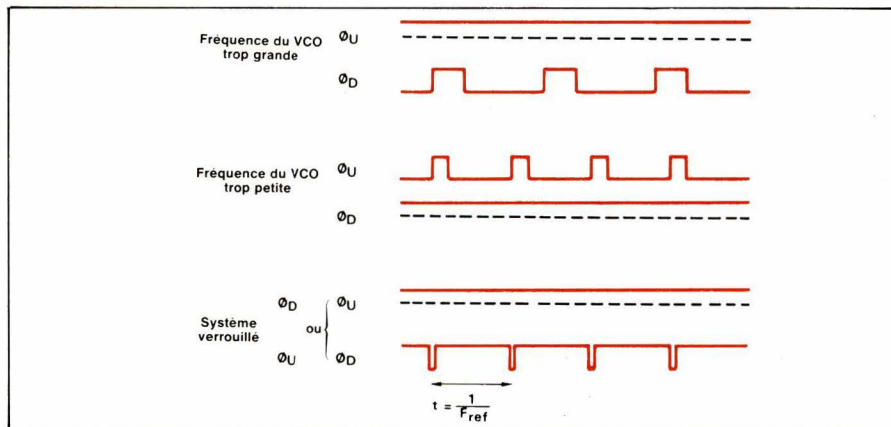 Fréquence du VCO
trop grande
ØU
ØD
Fréquence du VCO
trop petite
ØU
ØD
Système
verrouillé
ØD ou ØU
ØU ØD
t = 1/Fref